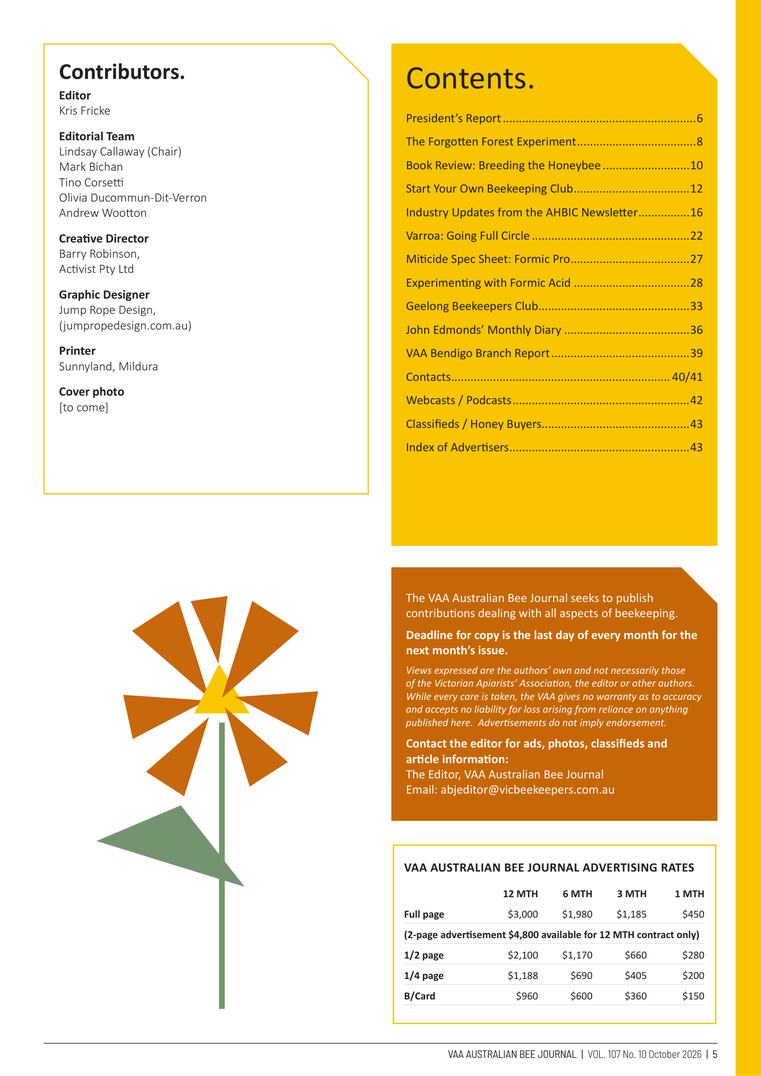 Contributors.
Editor
Kris Fricke
Editorial Team
Lindsay Callaway (Chair)
Mark Bichan
Tino Corsetti
Olivia Ducommun-Dit-Verron
Andrew Wootton
Creative Director
Barry Robinson,
Activist Pty Ltd
Graphic Designer
Jump Rope Design,
(jumpropedesign.com.au)
Printer
Sunnyland, Mildura
Cover photo
[to come]
Contents.
President's Report 6
The Forgotten Forest Experiment 8
Book Review: Breeding the Honeybee 10
Start Your Own Beekeeping Club 12
Industry Updates from the AHBIC Newsletter 16
Varroa: Going Full Circle 22
Miticide Spec Sheet: Formic Pro 27
Experimenting with Formic Acid 28
Geelong Beekeepers Club 33
John Edmonds' Monthly Diary 36
VAA Bendigo Branch Report 39
Contacts 40/41
Webcasts / Podcasts 42
Classifieds / Honey Buyers 43
Index of Advertisers 43
The VAA Australian Bee Journal seeks to publish
contributions dealing with all aspects of beekeeping.
Deadline for copy is the last day of every month for the
next month's issue.
Views expressed are the authors' own and not necessarily those
of the Victorian Apiarists' Association, the editor or other authors.
While every care is taken, the VAA gives no warranty as to accuracy
and accepts no liability for loss arising from reliance on anything
published here. Advertisements do not imply endorsement.
Contact the editor for ads, photos, classifieds and
article information:
The Editor, VAA Australian Bee Journal
Email: abjeditor@vicbeekeepers.com.au
VAA AUSTRALIAN BEE JOURNAL ADVERTISING RATES
12 MTH 6 MTH 3 MTH 1 MTH
Full page $3,000 $1,980 $1,185 $450
(2-page advertisement $4,800 available for 12 MTH contract only)
1/2 page $2,100 $1,170 $660 $280
1/4 page $1,188 $690 $405 $200
B/Card $960 $600 $360 $150
VAA AUSTRALIAN BEE JOURNAL | VOL. 107 No. 10 October 2026 | 5